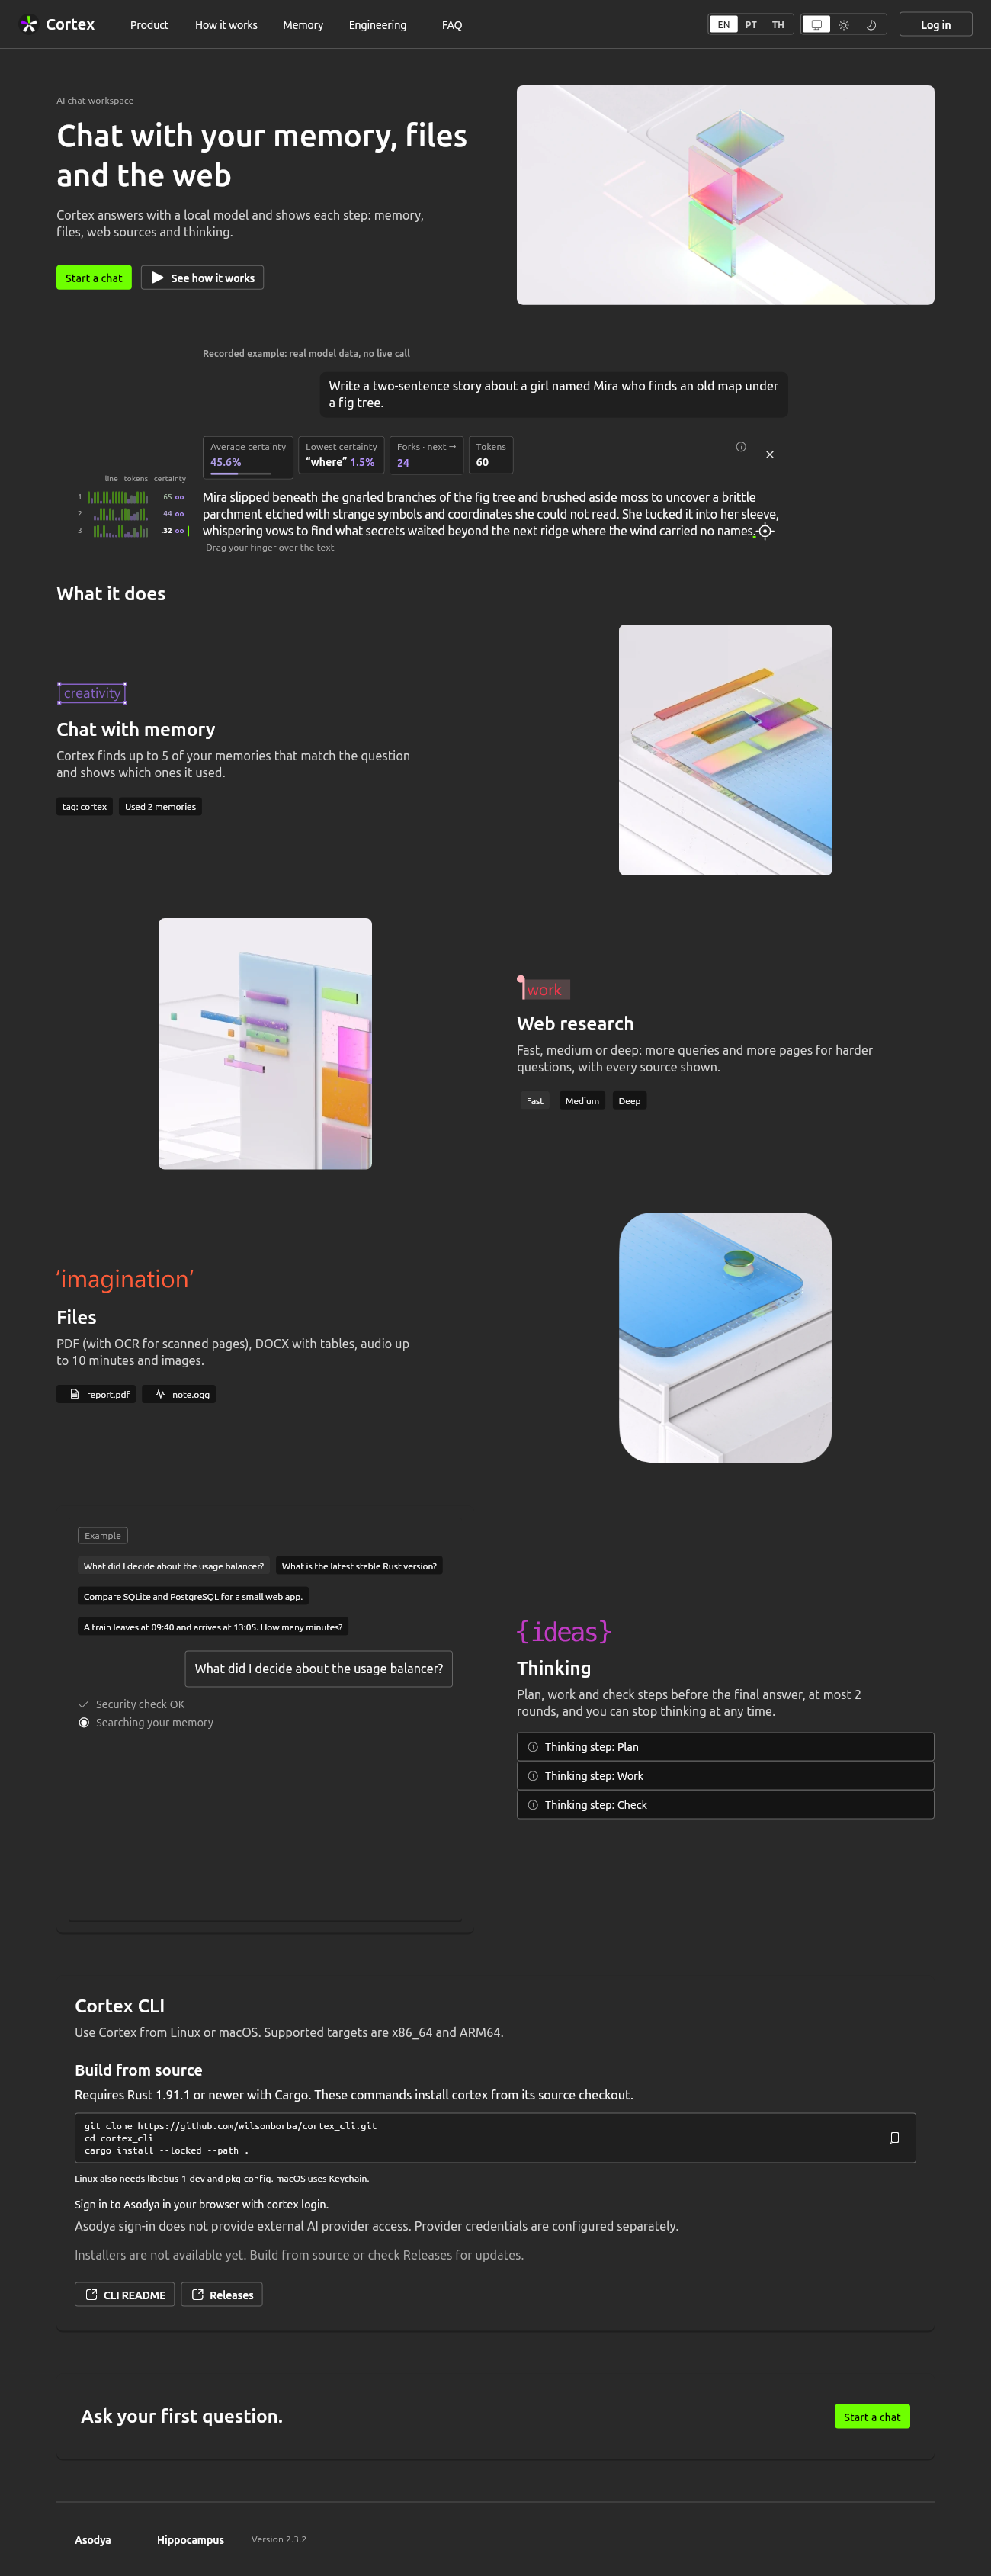 Cortex
Product
How it works
Memory
Engineering
FAQ
EN
PT
TH
Log in
AI chat workspace
Chat with your memory, files
and the web
Cortex answers with a local model and shows each step: memory,
files, web sources and thinking.
Start a chat
See how it works
Recorded example: real model data, no live call
Write a two-sentence story about a girl named Mira who finds an old map under
a fig tree.
Average certainty
45.6%
Lowest certainty
“where” 1.5%
Forks · next →
24
Tokens
60
line tokens certainty
1 .65
2 .44
3 .32
Mira slipped beneath the gnarled branches of the fig tree and brushed aside moss to uncover a brittle
parchment etched with strange symbols and coordinates she could not read. She tucked it into her sleeve,
whispering vows to find what secrets waited beyond the next ridge where the wind carried no names.
Drag your finger over the text
What it does
creativity
Chat with memory
Cortex finds up to 5 of your memories that match the question
and shows which ones it used.
tag: cortex
Used 2 memories
work
Web research
Fast, medium or deep: more queries and more pages for harder
questions, with every source shown.
Fast
Medium
Deep
‘imagination’
Files
PDF (with OCR for scanned pages), DOCX with tables, audio up
to 10 minutes and images.
report.pdf
note.ogg
Example
What did I decide about the usage balancer?
What is the latest stable Rust version?
Compare SQLite and PostgreSQL for a small web app.
A train leaves at 09:40 and arrives at 13:05. How many minutes?
What did I decide about the usage balancer?
Security check OK
Searching your memory
{ideas}
Thinking
Plan, work and check steps before the final answer, at most 2
rounds, and you can stop thinking at any time.
Thinking step: Plan
Thinking step: Work
Thinking step: Check
Cortex CLI
Use Cortex from Linux or macOS. Supported targets are x86_64 and ARM64.
Build from source
Requires Rust 1.91.1 or newer with Cargo. These commands install cortex from its source checkout.
git clone https://github.com/wilsonborba/cortex_cli.git
cd cortex_cli
cargo install --locked --path .
Linux also needs libdbus-1-dev and pkg-config. macOS uses Keychain.
Sign in to Asodya in your browser with cortex login.
Asodya sign-in does not provide external AI provider access. Provider credentials are configured separately.
Installers are not available yet. Build from source or check Releases for updates.
CLI README
Releases
Ask your first question.
Start a chat
Asodya
Hippocampus
Version 2.3.2